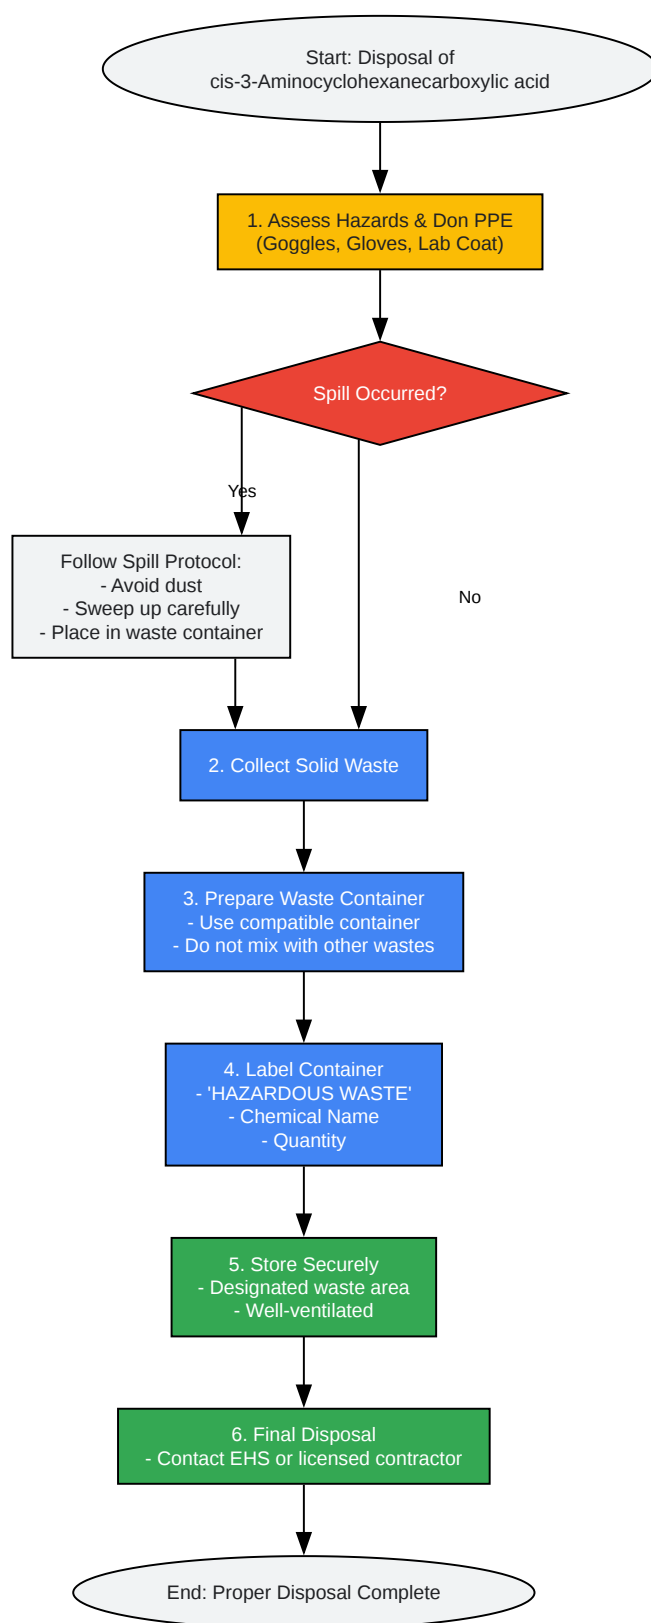 Start: Disposal of
cis-3-Aminocyclohexanecarboxylic acid
1. Assess Hazards & Don PPE
(Goggles, Gloves, Lab Coat)
Spill Occurred?
Yes
Follow Spill Protocol:
- Avoid dust
- Sweep up carefully
- Place in waste container
No
2. Collect Solid Waste
3. Prepare Waste Container
- Use compatible container
- Do not mix with other wastes
4. Label Container
- 'HAZARDOUS WASTE'
- Chemical Name
- Quantity
5. Store Securely
- Designated waste area
- Well-ventilated
6. Final Disposal
- Contact EHS or licensed contractor
End: Proper Disposal Complete